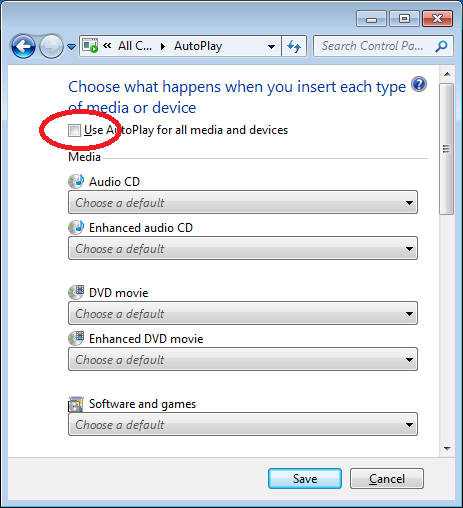 All C... AutoPlay Search Control Pa...
Choose what happens when you insert each type
of media or device
Use AutoPlay for all media and devices
Media
Audio CD
Choose a default
Enhanced audio CD
Choose a default
DVD movie
Choose a default
Enhanced DVD movie
Choose a default
Software and games
Choose a default
Save Cancel